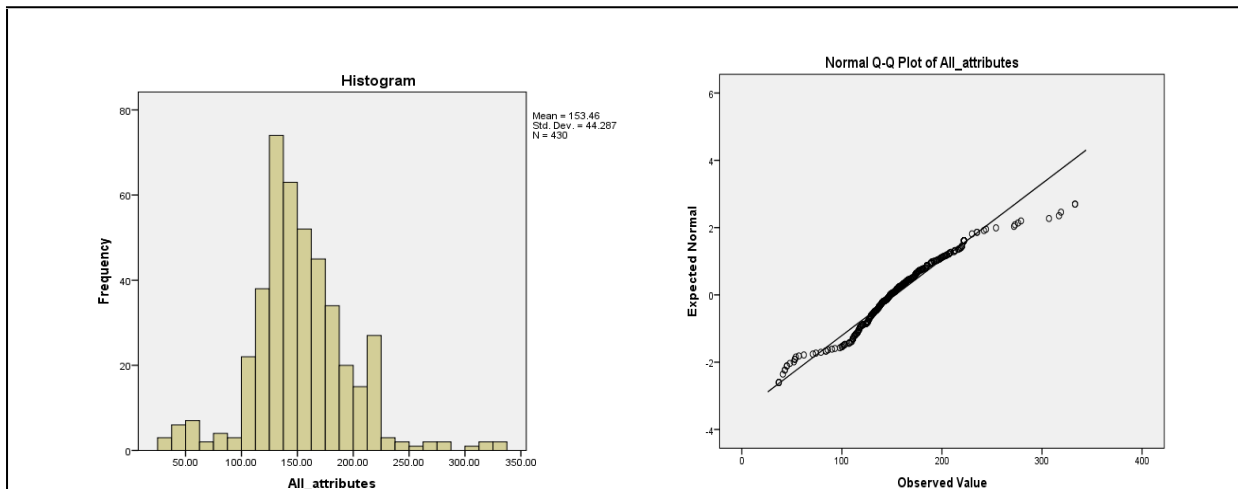 Histogram
Mean = 153.46
Std. Dev. = 44.287
N = 430
80
60
40
20
0
Frequency
50.00 100.00 150.00 200.00 250.00 300.00 350.00
All_attributes
Normal Q-Q Plot of All_attributes
6
4
2
0
-2
-4
Expected Normal
0 100 200 300 400
Observed Value